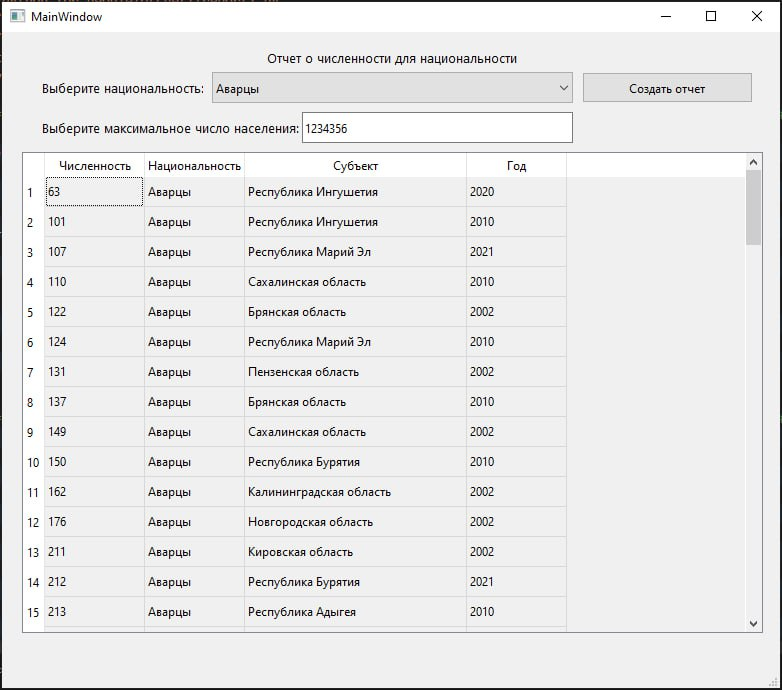 MainWindow
Отчет о численности для национальности
Выберите национальность: Аварцы Создать отчет
Выберите максимальное число населения: 1234356
Численность Национальность Субъект Год
1 63 Аварцы Республика Ингушетия 2020
2 101 Аварцы Республика Ингушетия 2010
3 107 Аварцы Республика Марий Эл 2021
4 110 Аварцы Сахалинская область 2010
5 122 Аварцы Брянская область 2002
6 124 Аварцы Республика Марий Эл 2010
7 131 Аварцы Пензенская область 2002
8 137 Аварцы Брянская область 2010
9 149 Аварцы Сахалинская область 2002
10 150 Аварцы Республика Бурятия 2010
11 162 Аварцы Калининградская область 2002
12 176 Аварцы Новгородская область 2002
13 211 Аварцы Кировская область 2002
14 212 Аварцы Республика Бурятия 2021
15 213 Аварцы Республика Адыгея 2010